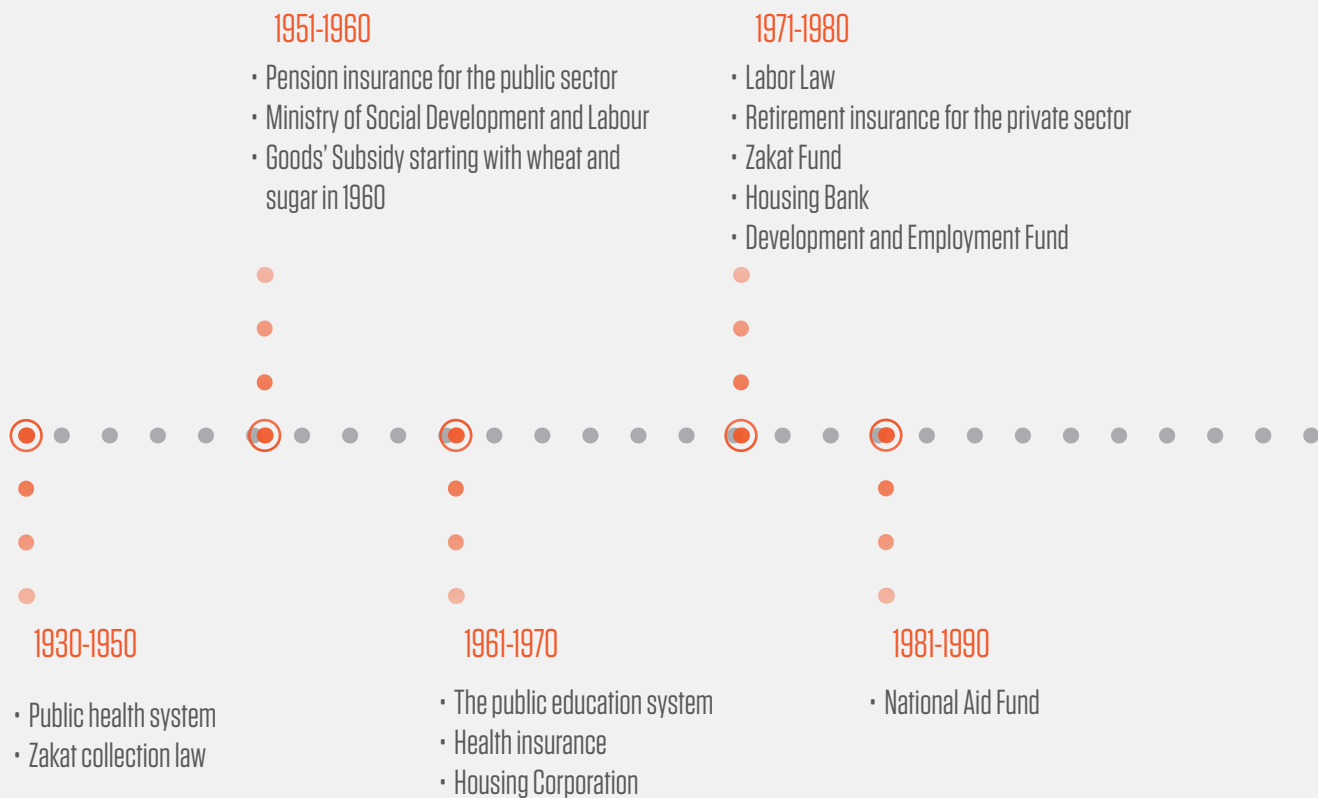 1951-1960
· Pension insurance for the public sector
· Ministry of Social Development and Labour
· Goods’ Subsidy starting with wheat and
sugar in 1960
1971-1980
· Labor Law
· Retirement insurance for the private sector
· Zakat Fund
· Housing Bank
· Development and Employment Fund
1930-1950
· Public health system
· Zakat collection law
1961-1970
· The public education system
· Health insurance
· Housing Corporation
1981-1990
· National Aid Fund